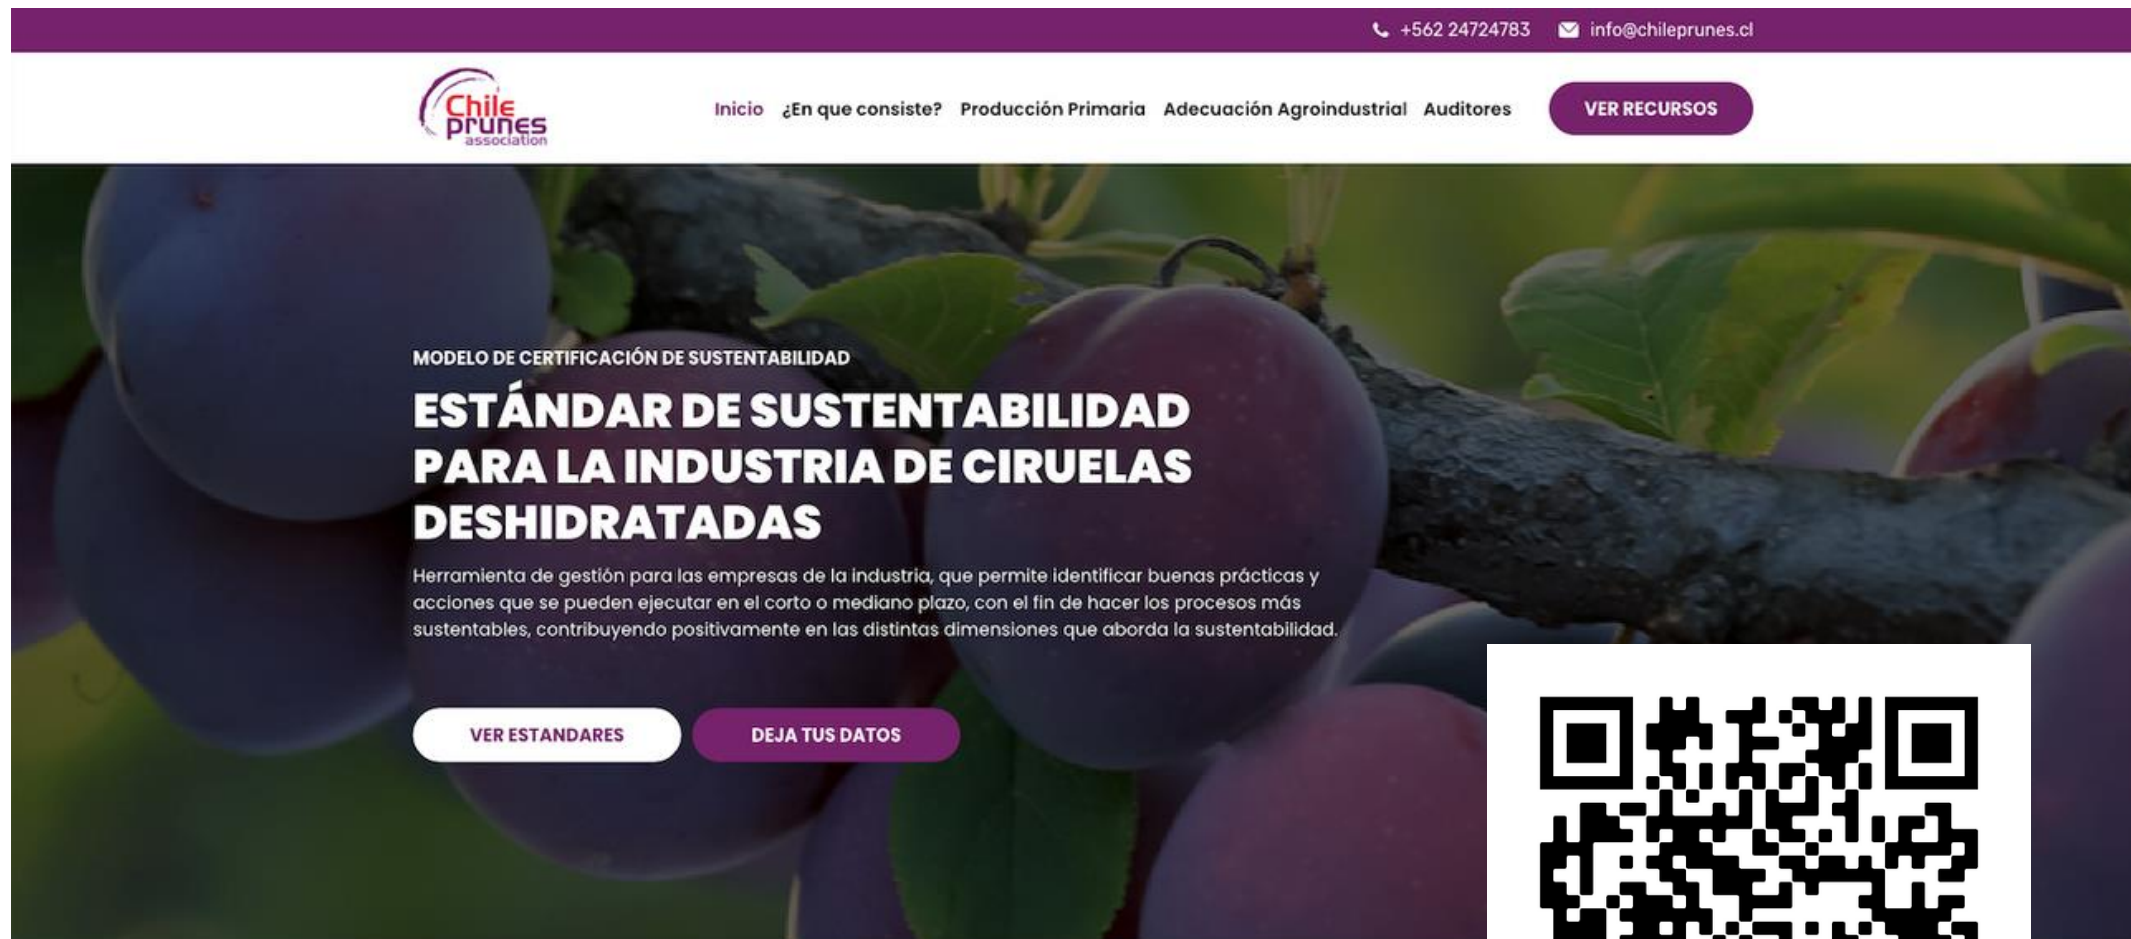 +562 24724783 info@chileprunes.cl
Chile
prunes
association
Inicio ¿En que consiste? Producción Primaria Adecuación Agroindustrial Auditores VER RECURSOS
MODELO DE CERTIFICACIÓN DE SUSTENTABILIDAD
ESTÁNDAR DE SUSTENTABILIDAD
PARA LA INDUSTRIA DE CIRUELAS
DESHIDRATADAS
Herramienta de gestión para las empresas de la industria, que permite identificar buenas prácticas y
acciones que se pueden ejecutar en el corto o mediano plazo, con el fin de hacer los procesos más
sustentables, contribuyendo positivamente en las distintas dimensiones que aborda la sustentabilidad.
VER ESTANDARES DEJA TUS DATOS